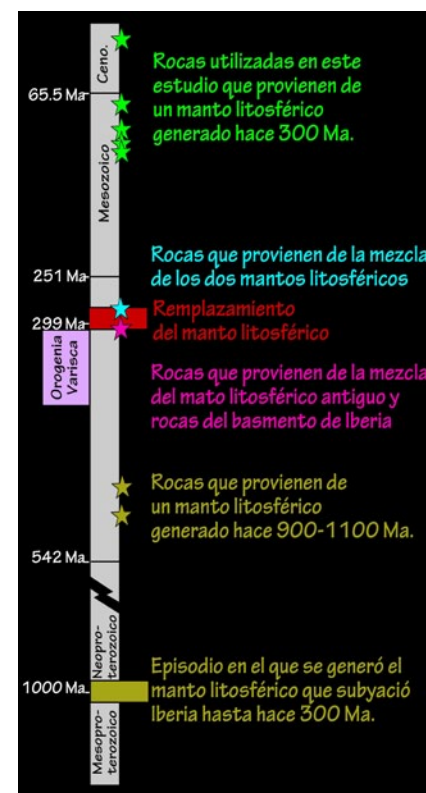 Ceno.
Rocas utilizadas en este
estudio que provienen de
un manto litosférico
generado hace 300 Ma.
65.5 Ma
Mesozoico
Rocas que provienen de la mezcla
de los dos mantos litosféricos
251 Ma
Remplazamiento
del manto litosférico
299 Ma
Orogenia
Varisca
Rocas que provienen de la mezcla
del mato litosférico antiguo y
rocas del basmento de Iberia
Rocas que provienen de
un manto litosférico
generado hace 900-1100 Ma.
542 Ma
Neopro-
terozoico
Episodio en el que se generó el
manto litosférico que subyació
Iberia hasta hace 300 Ma.
1000 Ma
Mesopro-
terozoico